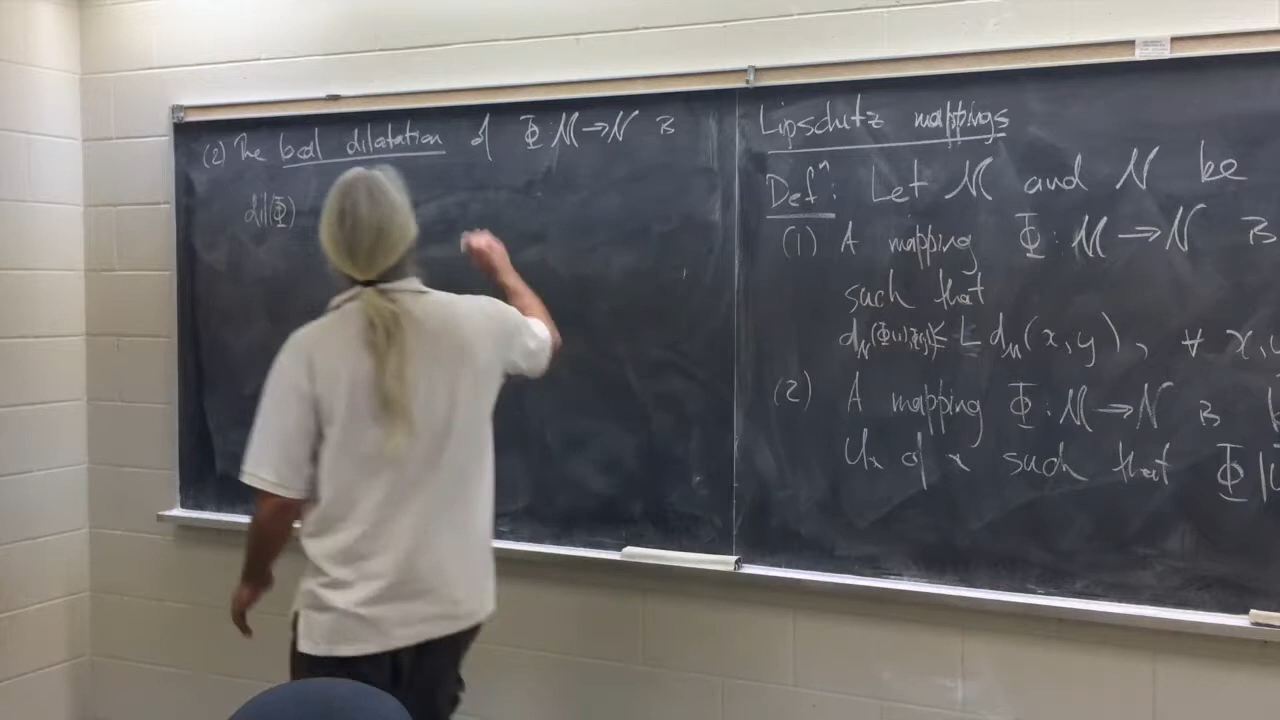 (2) The local dilatation of Φ: M → N is
dil(Φ)
Lipschitz mappings
Defⁿ: Let M and N be
(1) A mapping Φ: M → N is
such that
d_N(Φ(x),Φ(y)) ≤ L d_M(x,y), ∀ x,y
(2) A mapping Φ: M → N is
U_x of x such that Φ|U